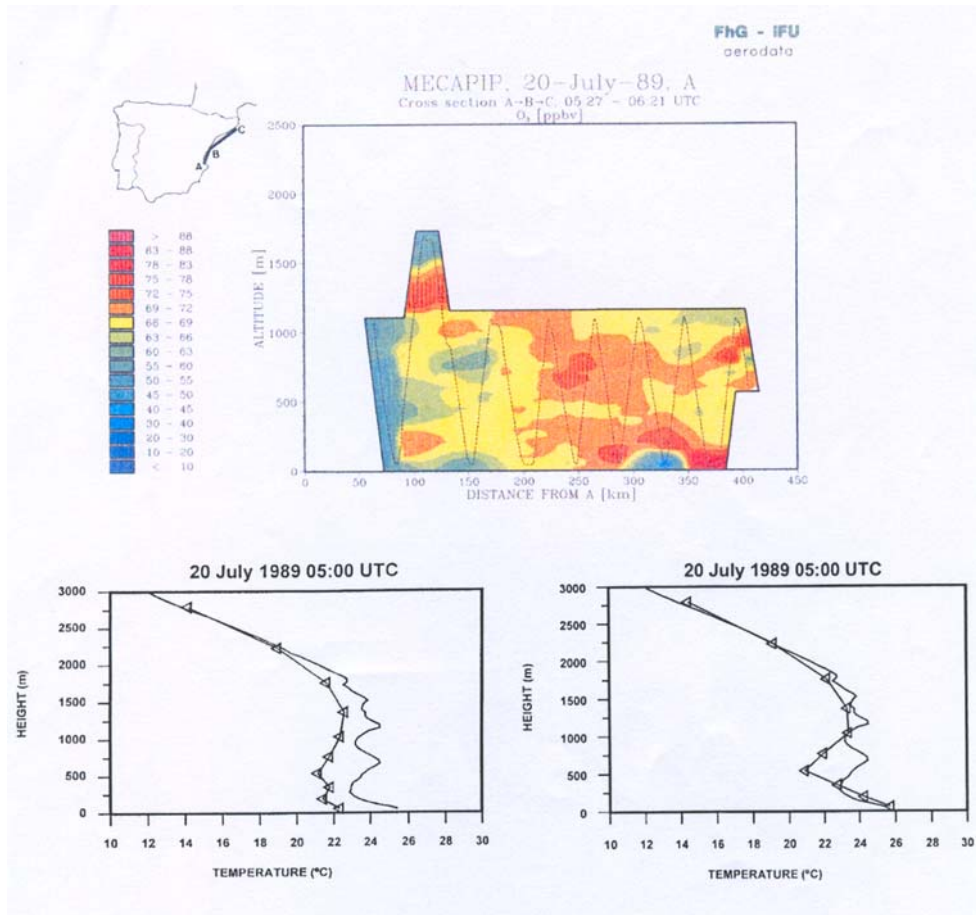 FhG - IFU
aerodata
MECAPIP, 20-July-89, A
Cross section A→B→C, 05.27 - 06.21 UTC
O₃ [ppbv]
C
B
A
> 88
83 - 88
78 - 83
75 - 78
72 - 75
69 - 72
66 - 69
63 - 66
60 - 63
55 - 60
50 - 55
45 - 50
40 - 45
30 - 40
20 - 30
10 - 20
< 10
ALTITUDE [m]
2500
2000
1500
1000
500
0
0 50 100 150 200 250 300 350 400 450
DISTANCE FROM A [km]
20 July 1989 05:00 UTC
HEIGHT (m)
3000
2500
2000
1500
1000
500
0
10 12 14 16 18 20 22 24 26 28 30
TEMPERATURE (ºC)
20 July 1989 05:00 UTC
HEIGHT (m)
3000
2500
2000
1500
1000
500
0
10 12 14 16 18 20 22 24 26 28 30
TEMPERATURE (ºC)